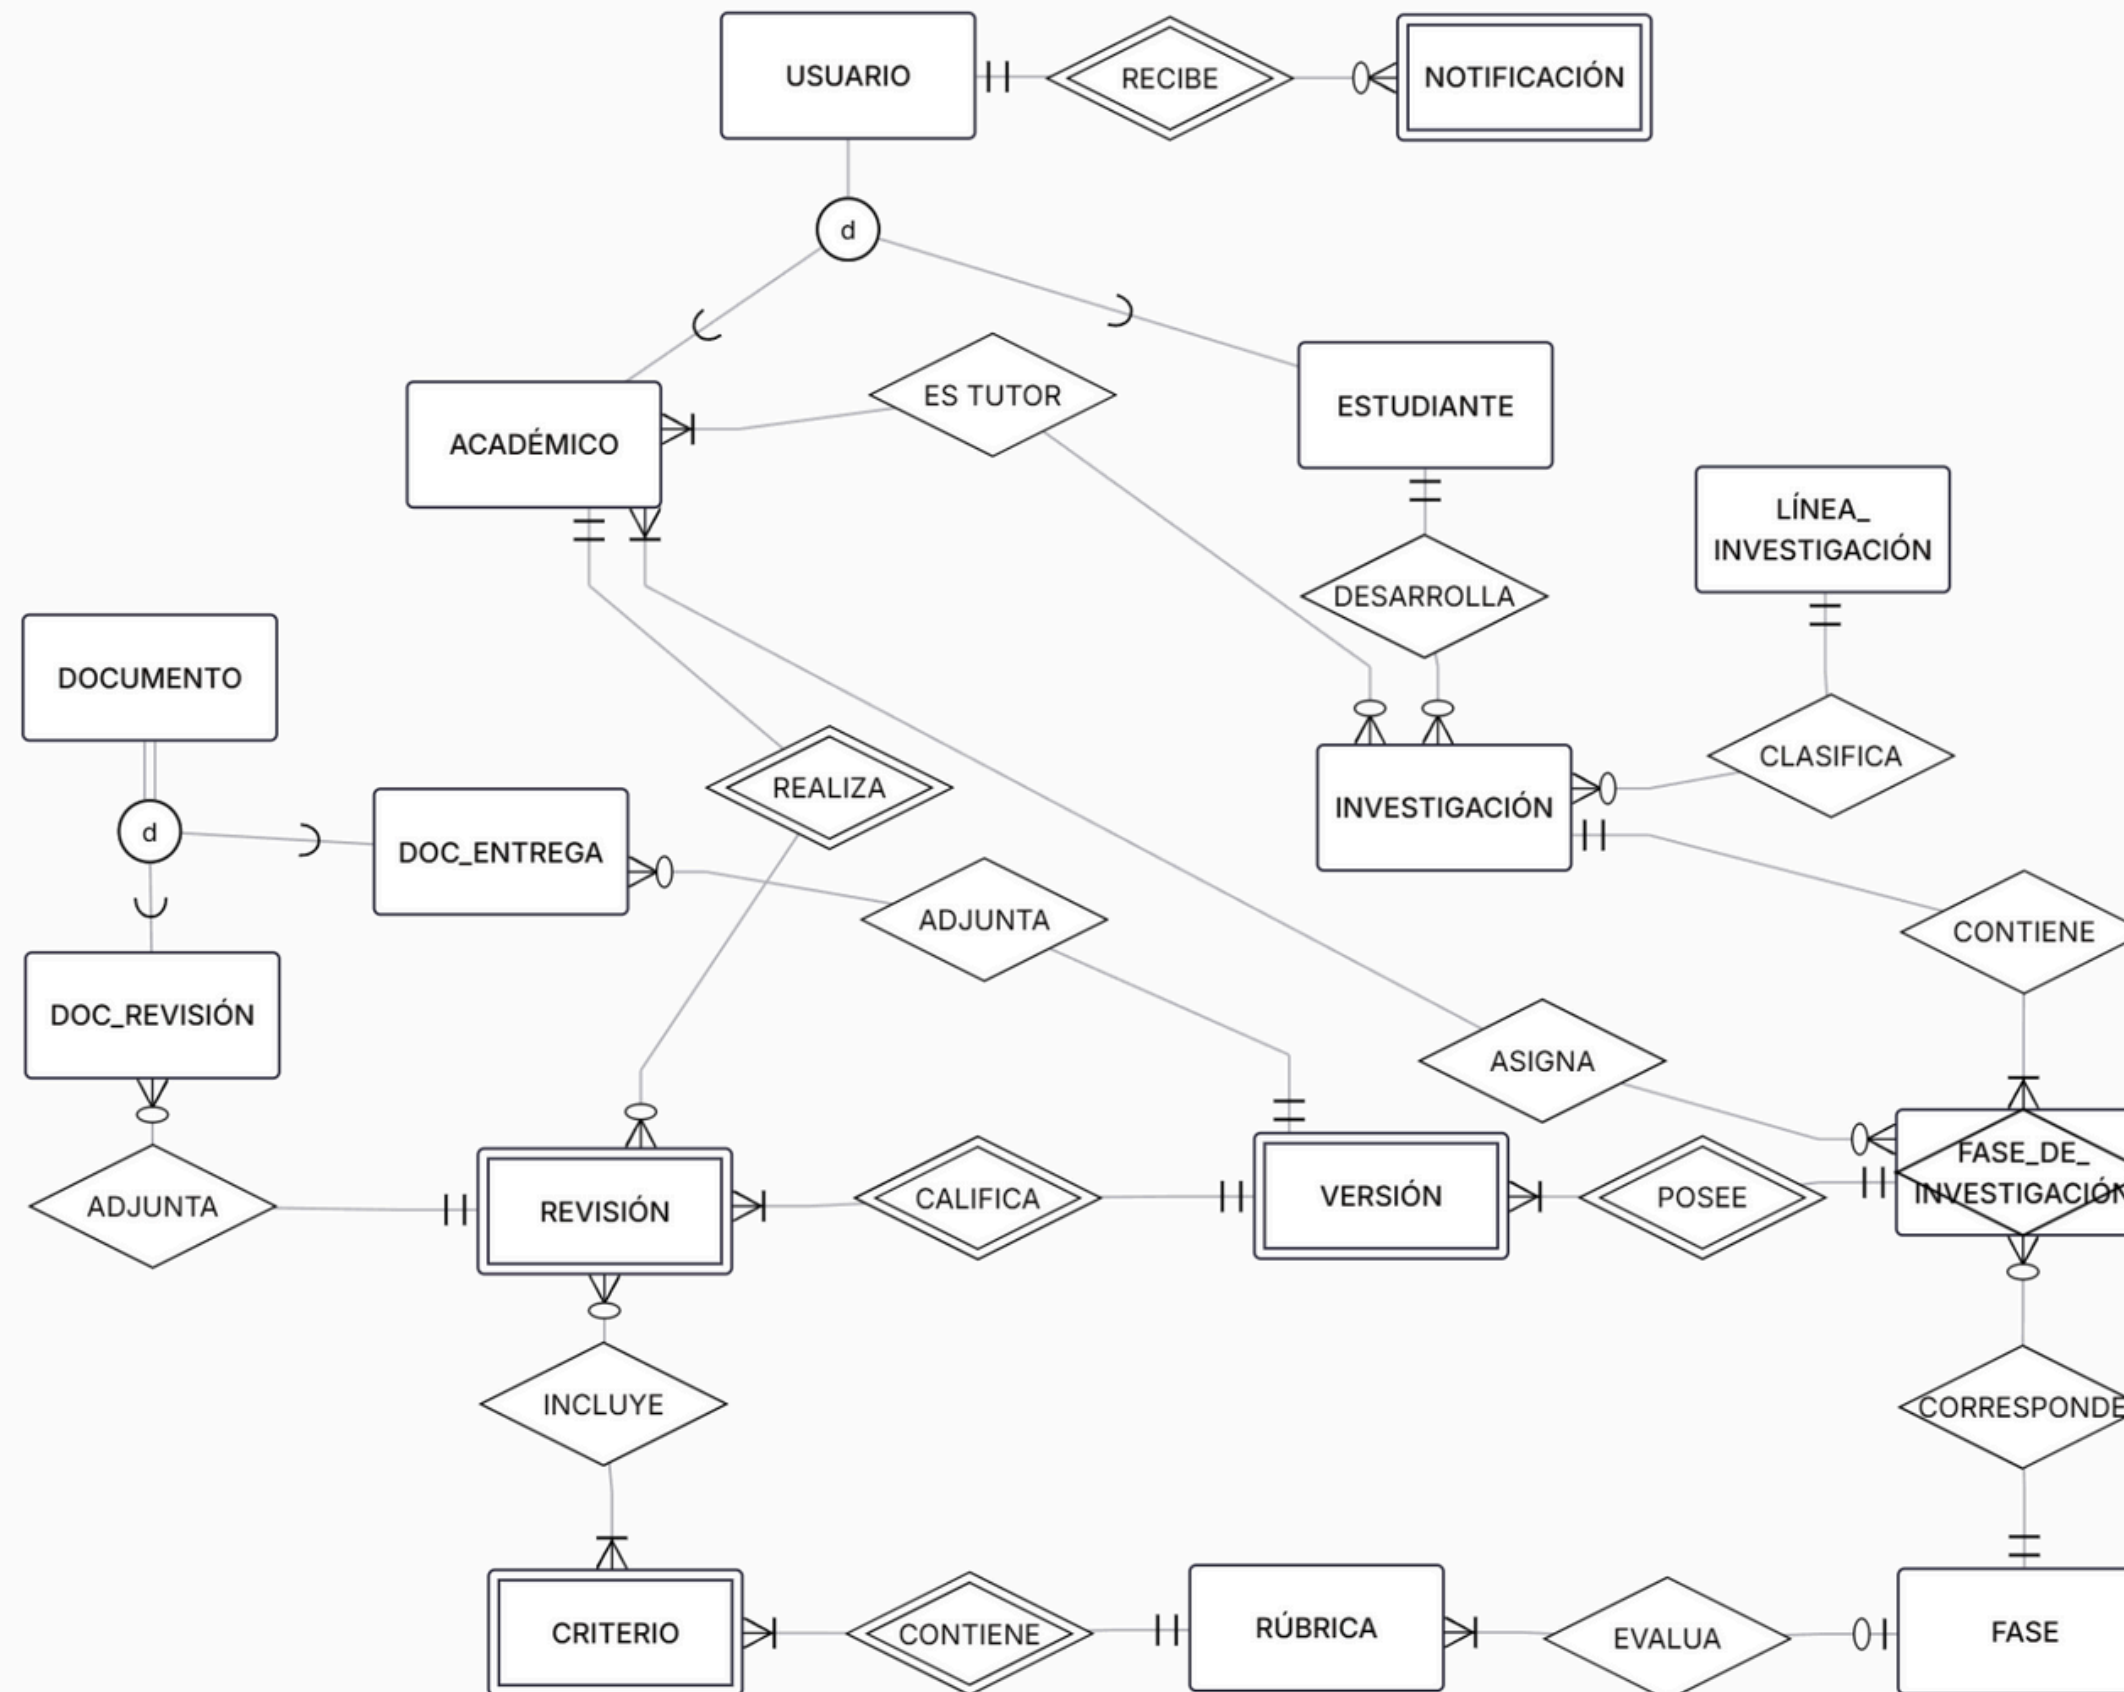 USUARIO
RECIBE
NOTIFICACIÓN
d
ES TUTOR
ESTUDIANTE
ACADÉMICO
LÍNEA_
INVESTIGACIÓN
DESARROLLA
DOCUMENTO
CLASIFICA
REALIZA
INVESTIGACIÓN
d
DOC_ENTREGA
ADJUNTA
CONTIENE
DOC_REVISIÓN
ASIGNA
FASE_DE_
INVESTIGACIÓN
ADJUNTA
REVISIÓN
CALIFICA
VERSIÓN
POSEE
INCLUYE
CORRESPONDE
CRITERIO
CONTIENE
RÚBRICA
EVALUA
FASE